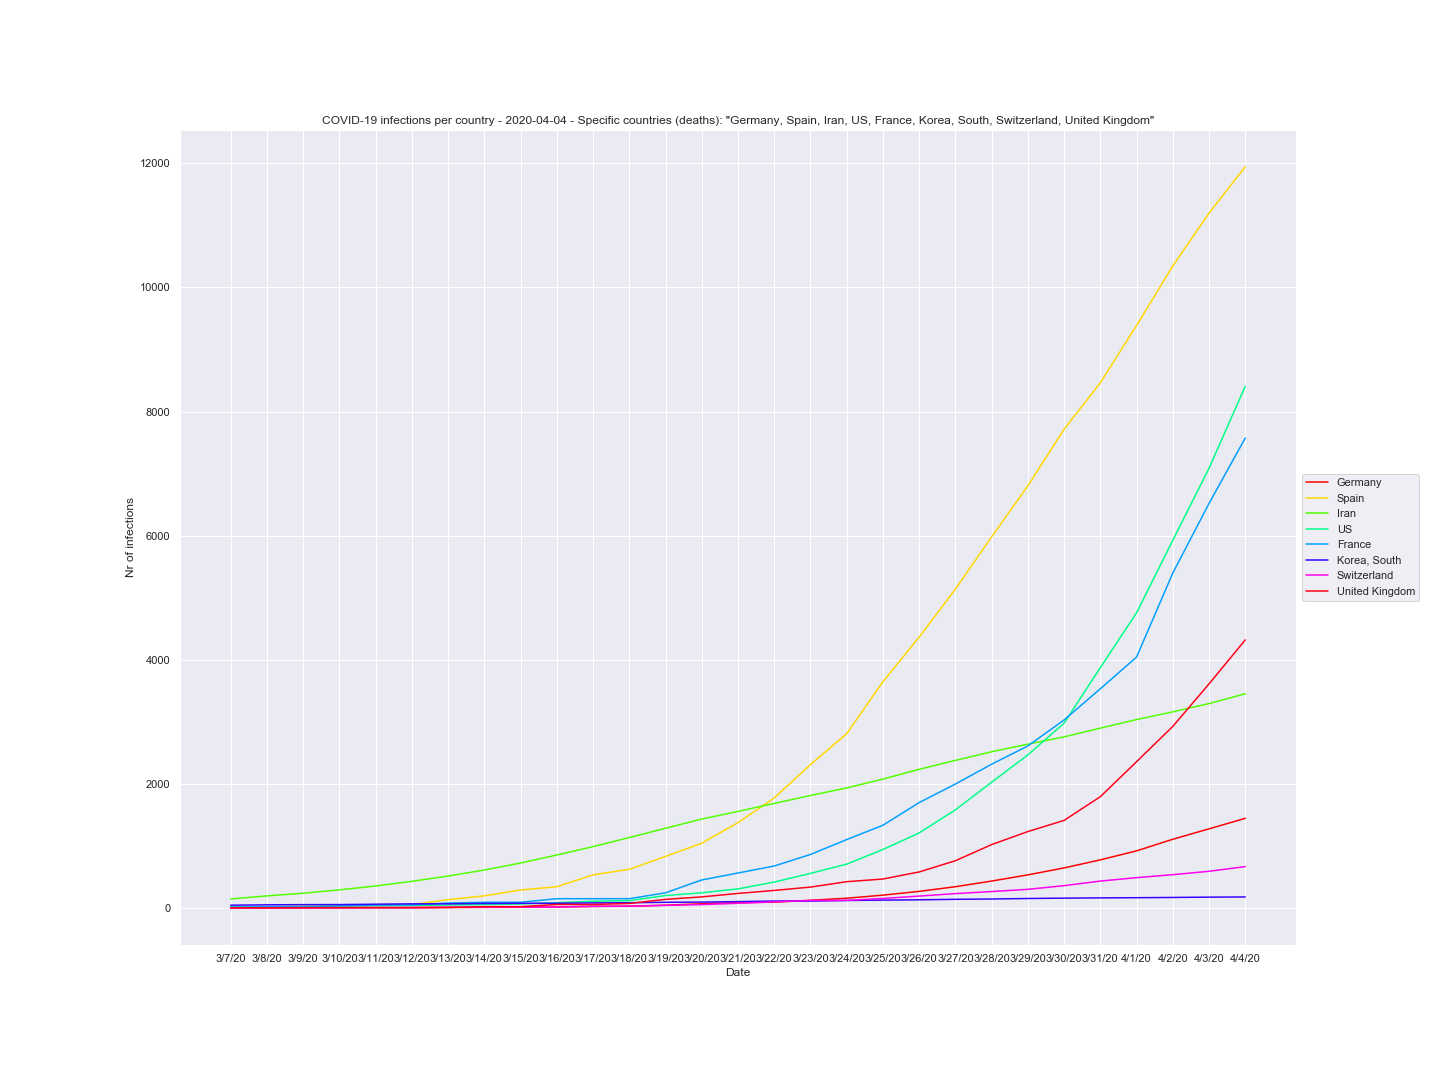 COVID-19 infections per country - 2020-04-04 - Specific countries (deaths): "Germany, Spain, Iran, US, France, Korea, South, Switzerland, United Kingdom"
12000
10000
8000
6000
4000
2000
0
Nr of infections
3/7/20 3/8/20 3/9/20 3/10/20 3/11/20 3/12/20 3/13/20 3/14/20 3/15/20 3/16/20 3/17/20 3/18/20 3/19/20 3/20/20 3/21/20 3/22/20 3/23/20 3/24/20 3/25/20 3/26/20 3/27/20 3/28/20 3/29/20 3/30/20 3/31/20 4/1/20 4/2/20 4/3/20 4/4/20
Date
Germany
Spain
Iran
US
France
Korea, South
Switzerland
United Kingdom